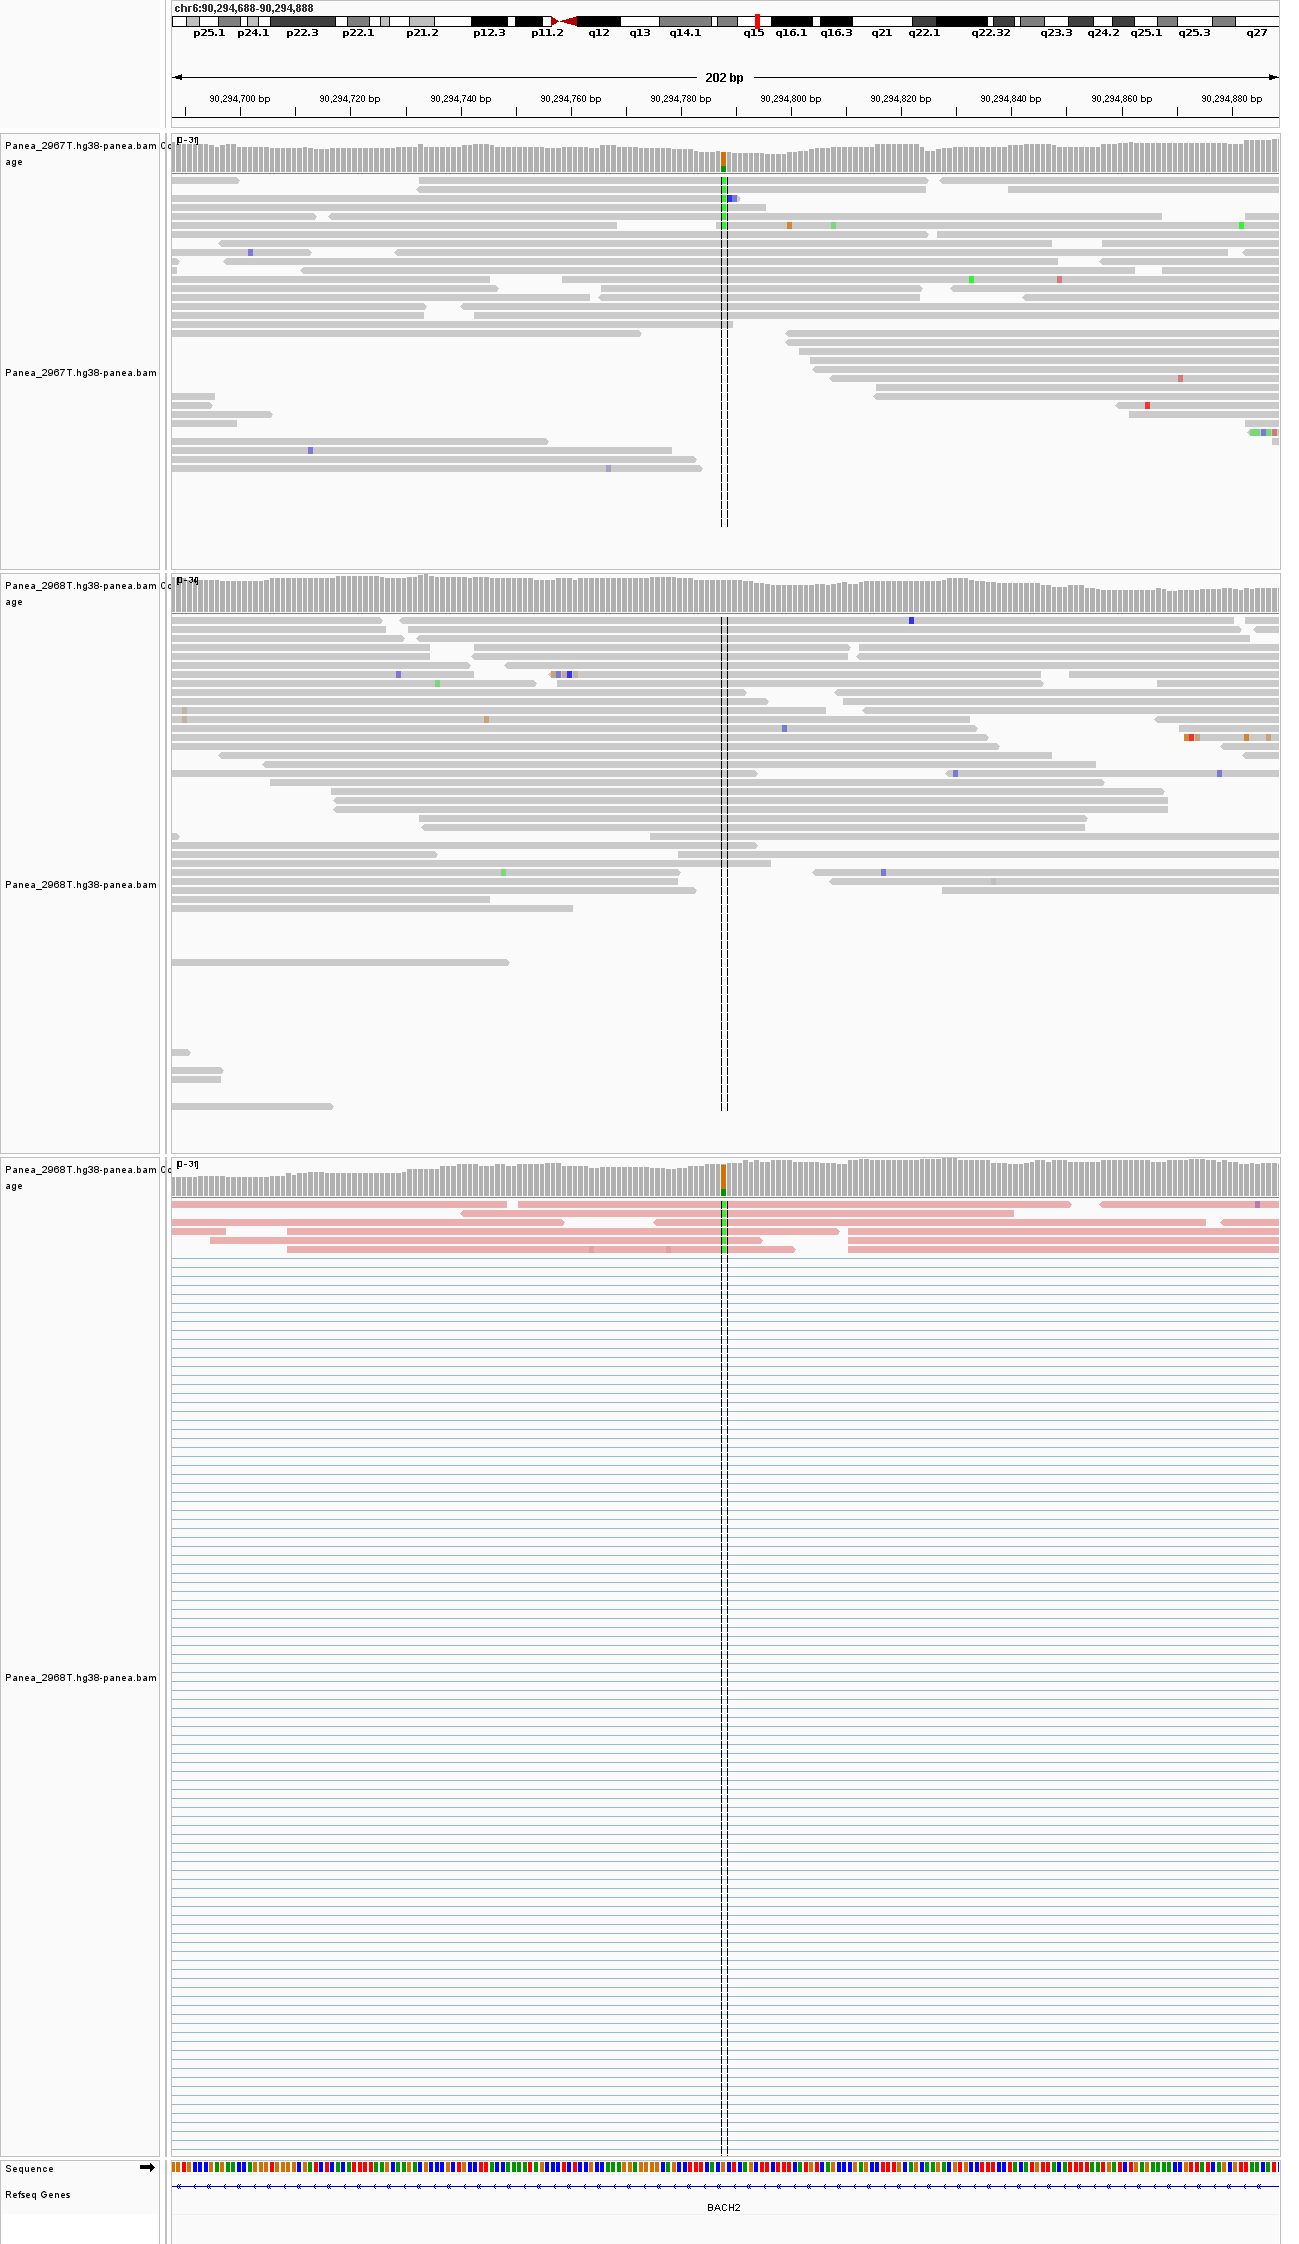 chr6:90,294,688-90,294,888
p25.1 p24.1 p22.3 p22.1 p21.2 p12.3 p11.2 q12 q13 q14.1 q15 q16.1 q16.3 q21 q22.1 q22.32 q23.3 q24.2 q25.1 q25.3 q27
202 bp
90,294,700 bp 90,294,720 bp 90,294,740 bp 90,294,760 bp 90,294,780 bp 90,294,800 bp 90,294,820 bp 90,294,840 bp 90,294,860 bp 90,294,880 bp
Panea_2967T.hg38-panea.bam Co
age
[0-31]
Panea_2967T.hg38-panea.bam
Panea_2968T.hg38-panea.bam Co
age
Panea_2968T.hg38-panea.bam
Panea_2968T.hg38-panea.bam Co
age
[0-31]
Panea_2968T.hg38-panea.bam
Sequence
Refseq Genes
BACH2